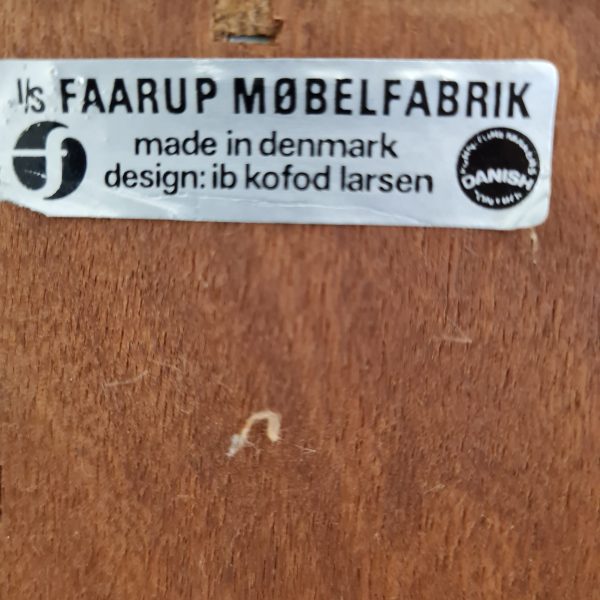 I/S FAARUP MØBELFABRIK
made in denmark
design: ib kofod larsen
DANISH